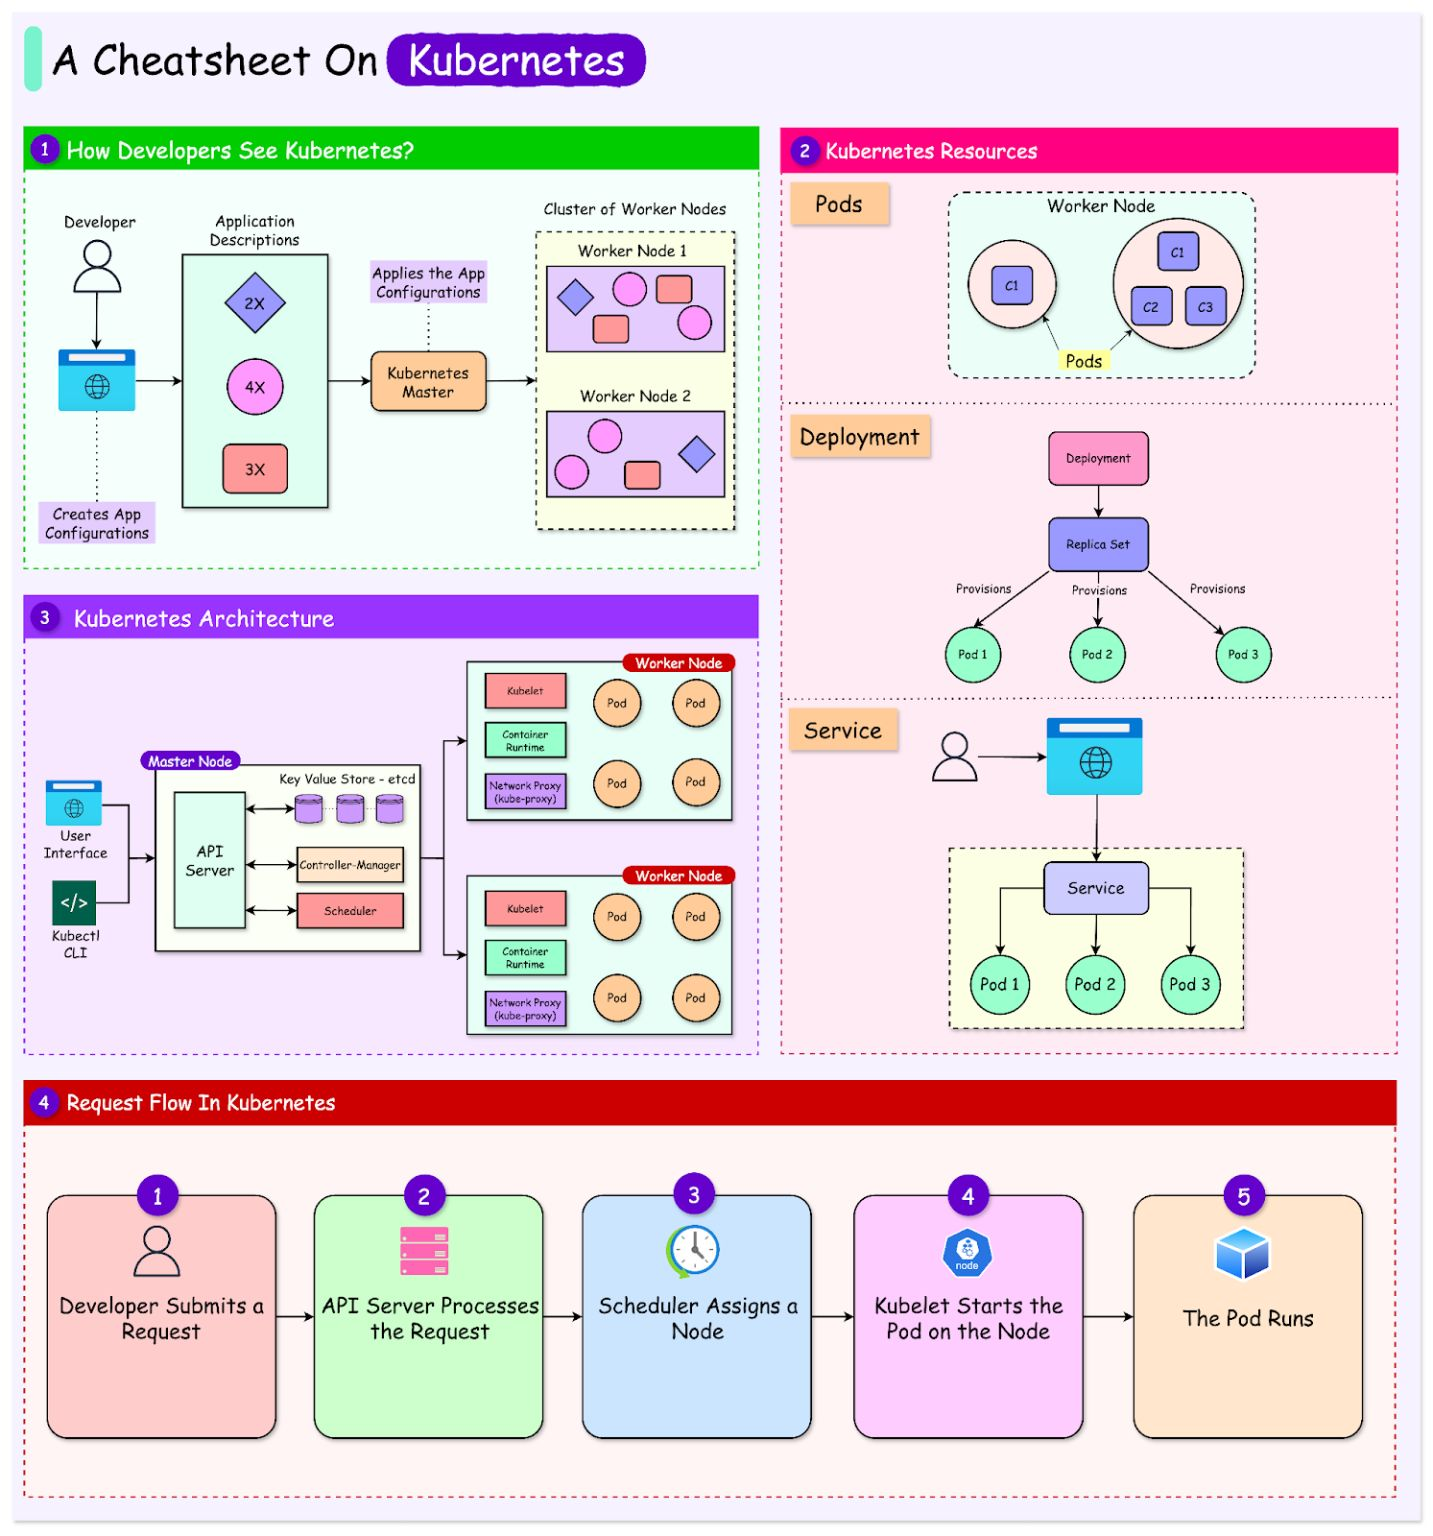 A Cheatsheet On Kubernetes
1 How Developers See Kubernetes?
Developer
Creates App
Configurations
Application
Descriptions
2X
4X
3X
Applies the App
Configurations
Kubernetes
Master
Cluster of Worker Nodes
Worker Node 1
Worker Node 2
2 Kubernetes Resources
Pods
Worker Node
C1
C1
C2 C3
Pods
Deployment
Deployment
Replica Set
Provisions Provisions Provisions
Pod 1 Pod 2 Pod 3
Service
Service
Pod 1 Pod 2 Pod 3
3 Kubernetes Architecture
User
Interface
</>
Kubectl
CLI
Master Node
API
Server
Key Value Store - etcd
Controller-Manager
Scheduler
Worker Node
Kubelet
Container
Runtime
Network Proxy
(kube-proxy)
Pod Pod
Pod Pod
Worker Node
Kubelet
Container
Runtime
Network Proxy
(kube-proxy)
Pod Pod
Pod Pod
4 Request Flow In Kubernetes
1
Developer Submits a
Request
2
API Server Processes
the Request
3
Scheduler Assigns a
Node
4
node
Kubelet Starts the
Pod on the Node
5
The Pod Runs